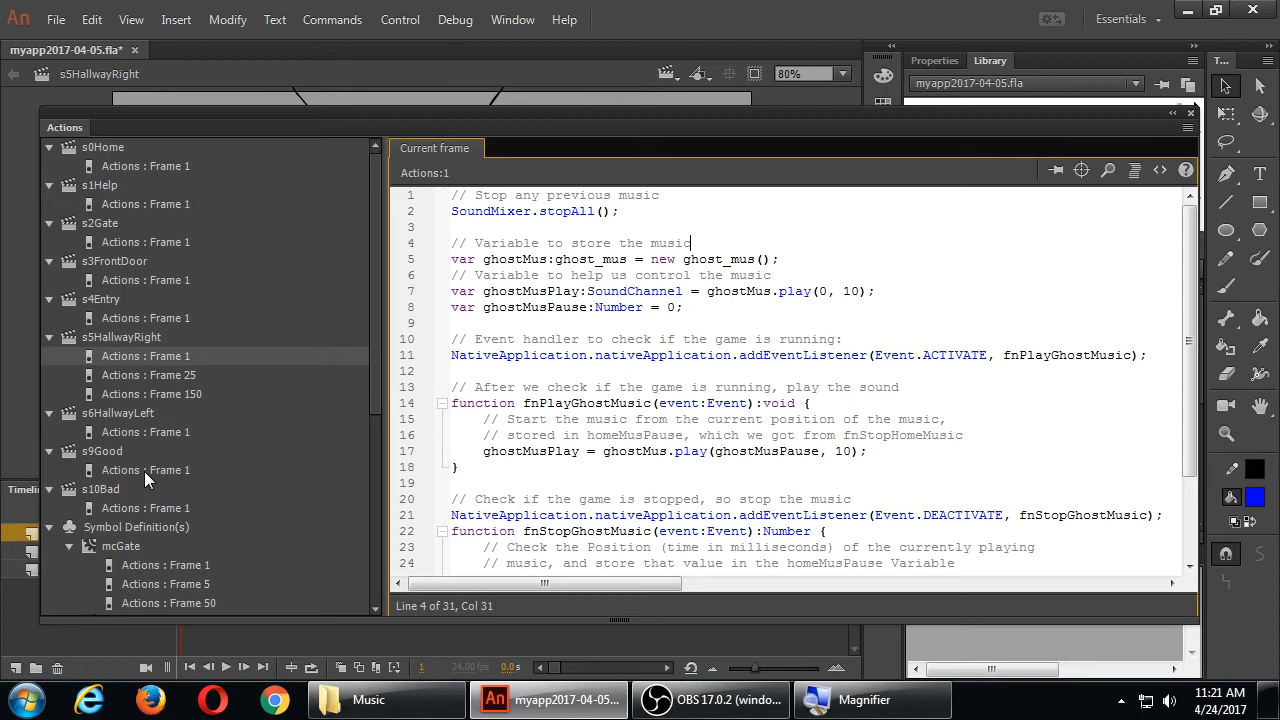 An File Edit View Insert Modify Text Commands Control Debug Window Help Essentials
myapp2017-04-05.fla* ×
s5HallwayRight 80%
Properties Library
T...
myapp2017-04-05.fla
Actions
s0Home
Actions : Frame 1
s1Help
Actions : Frame 1
s2Gate
Actions : Frame 1
s3FrontDoor
Actions : Frame 1
s4Entry
Actions : Frame 1
s5HallwayRight
Actions : Frame 1
Actions : Frame 25
Actions : Frame 150
s6HallwayLeft
Actions : Frame 1
s9Good
Actions : Frame 1
s10Bad
Actions : Frame 1
Symbol Definition(s)
mcGate
Actions : Frame 1
Actions : Frame 5
Actions : Frame 50
Current frame
Actions:1
1 // Stop any previous music
2 SoundMixer.stopAll();
3
4 // Variable to store the music
5 var ghostMus:ghost_mus = new ghost_mus();
6 // Variable to help us control the music
7 var ghostMusPlay:SoundChannel = ghostMus.play(0, 10);
8 var ghostMusPause:Number = 0;
9
10 // Event handler to check if the game is running:
11 NativeApplication.nativeApplication.addEventListener(Event.ACTIVATE, fnPlayGhostMusic);
12
13 // After we check if the game is running, play the sound
14 function fnPlayGhostMusic(event:Event):void {
15 // Start the music from the current position of the music,
16 // stored in homeMusPause, which we got from fnStopHomeMusic
17 ghostMusPlay = ghostMus.play(ghostMusPause, 10);
18 }
19
20 // Check if the game is stopped, so stop the music
21 NativeApplication.nativeApplication.addEventListener(Event.DEACTIVATE, fnStopGhostMusic);
22 function fnStopGhostMusic(event:Event):Number {
23 // Check the Position (time in milliseconds) of the currently playing
24 // music, and store that value in the homeMusPause Variable
Line 4 of 31, Col 31
1 24.00 fps 0.0s
Music
An myapp2017-04-05...
OBS 17.0.2 (windo...
Magnifier
11:21 AM
4/24/2017